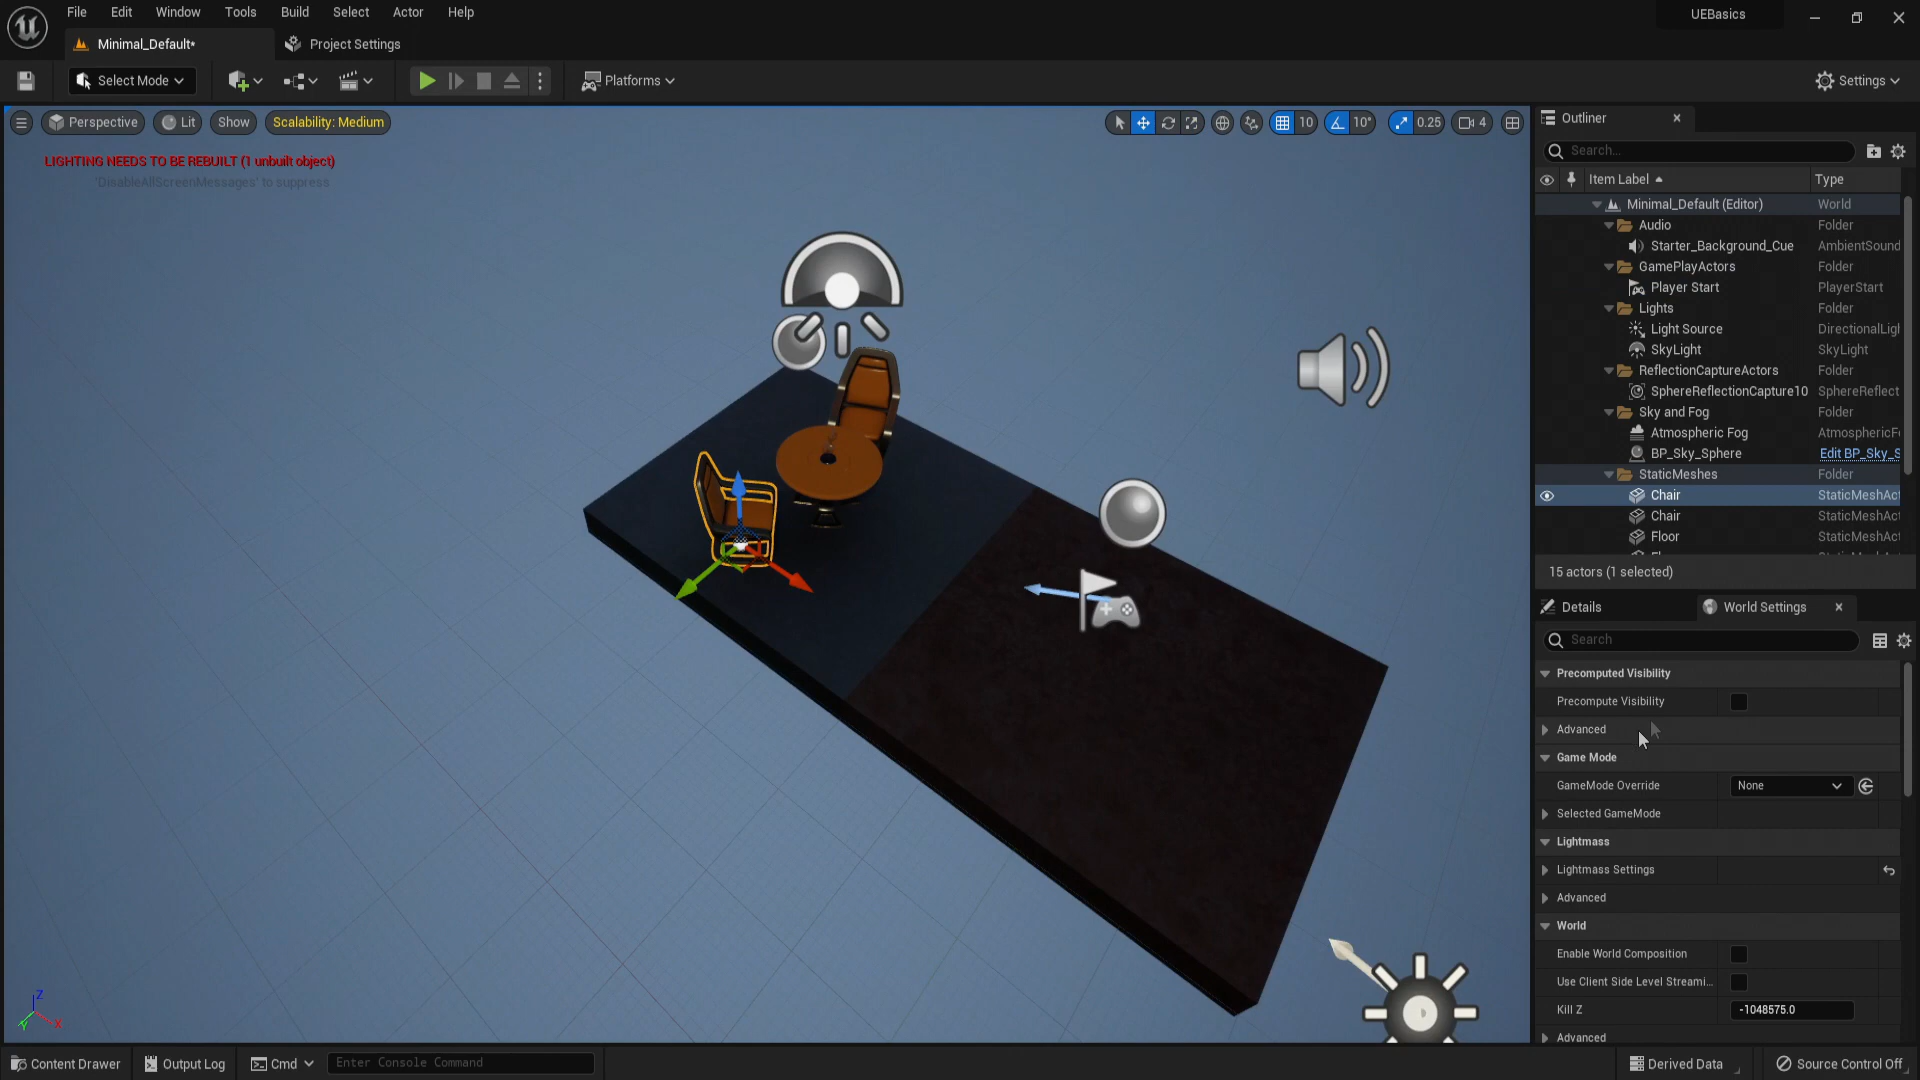 File Edit Window Tools Build Select Actor Help
UEBasics
Minimal_Default*
Project Settings
Select Mode
Platforms
Settings
Perspective
Lit
Show
Scalability: Medium
10
10°
0.25
4
LIGHTING NEEDS TO BE REBUILT (1 unbuilt object)
'DisableAllScreenMessages' to suppress
Z
Y
X
Outliner
Search...
Item Label Type
Minimal_Default (Editor) World
Audio Folder
Starter_Background_Cue AmbientSound
GamePlayActors Folder
Player Start PlayerStart
Lights Folder
Light Source DirectionalLigh
SkyLight SkyLight
ReflectionCaptureActors Folder
SphereReflectionCapture10 SphereReflect
Sky and Fog Folder
Atmospheric Fog AtmosphericF
BP_Sky_Sphere Edit BP_Sky_S
StaticMeshes Folder
Chair StaticMeshAct
Chair StaticMeshAct
Floor StaticMeshAct
15 actors (1 selected)
Details
World Settings
Search
Precomputed Visibility
Precompute Visibility
Advanced
Game Mode
GameMode Override None
Selected GameMode
Lightmass
Lightmass Settings
Advanced
World
Enable World Composition
Use Client Side Level Streami...
Kill Z -1048575.0
Advanced
Content Drawer
Output Log
Cmd
Enter Console Command
Derived Data
Source Control Off